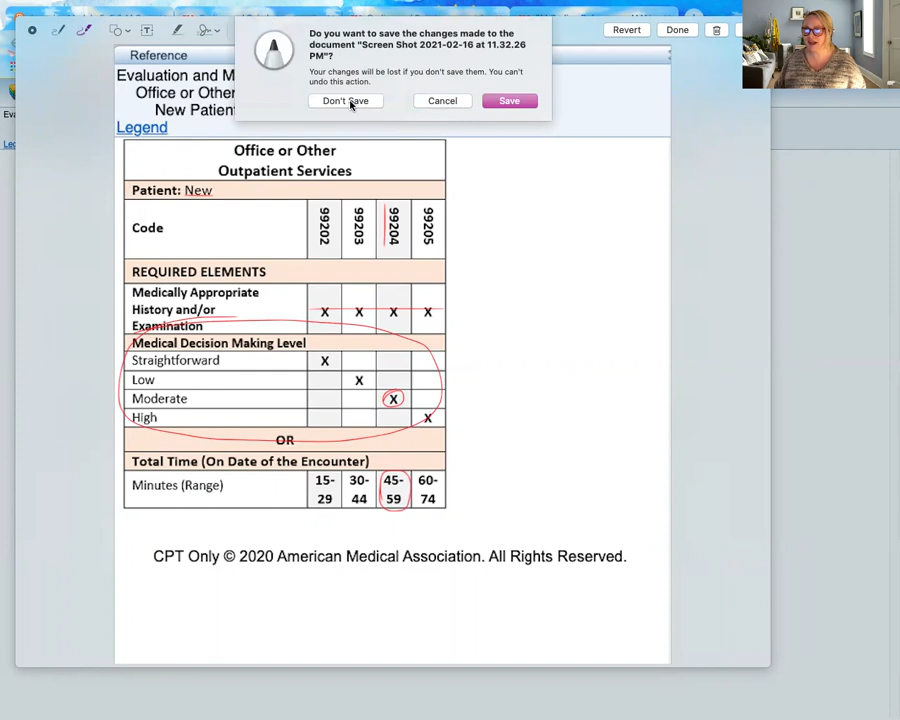 Do you want to save the changes made to the
document "Screen Shot 2021-02-16 at 11.32.26
PM"?
Your changes will be lost if you don't save them. You can't
undo this action.
Don't Save
Cancel
Save
Revert
Done
Reference
Evaluation and M
Office or Other
New Patien
Legend
Office or Other
Outpatient Services
Patient: New
Code 99202 99203 99204 99205
REQUIRED ELEMENTS
Medically Appropriate
History and/or
Examination
X X X X
Medical Decision Making Level
Straightforward X
Low X
Moderate X
High X
OR
Total Time (On Date of the Encounter)
Minutes (Range)
15- 30- 45- 60-
29 44 59 74
CPT Only © 2020 American Medical Association. All Rights Reserved.
Eva
Le